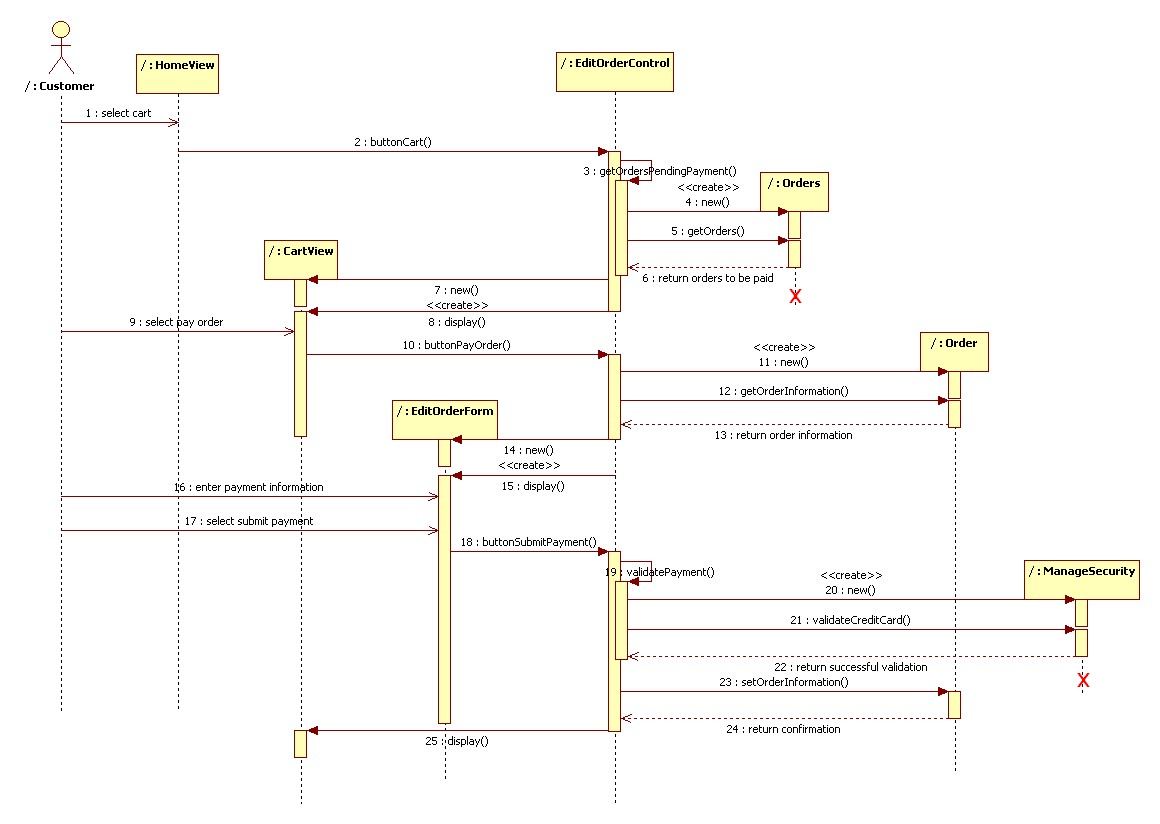 / : Customer
/ : HomeView
/ : EditOrderControl
1 : select cart
2 : buttonCart()
3 : getOrdersPendingPayment()
<<create>>
4 : new()
/ : Orders
5 : getOrders()
6 : return orders to be paid
X
/ : CartView
7 : new()
<<create>>
8 : display()
9 : select pay order
10 : buttonPayOrder()
<<create>>
11 : new()
/ : Order
12 : getOrderInformation()
13 : return order information
/ : EditOrderForm
14 : new()
<<create>>
15 : display()
16 : enter payment information
17 : select submit payment
18 : buttonSubmitPayment()
19 : validatePayment()
<<create>>
20 : new()
/ : ManageSecurity
21 : validateCreditCard()
22 : return successful validation
X
23 : setOrderInformation()
24 : return confirmation
25 : display()